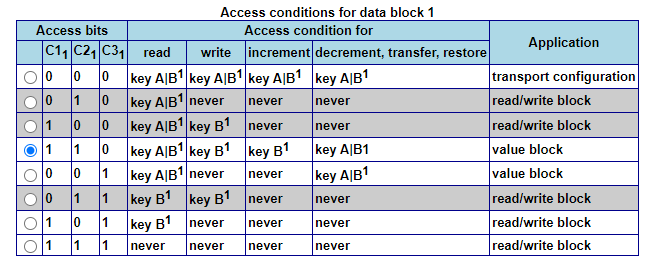 Access conditions for data block 1
Access bits Access condition for Application
C1₁ C2₁ C3₁ read write increment decrement, transfer, restore
0 0 0 key A|B¹ key A|B¹ key A|B¹ key A|B¹ transport configuration
0 1 0 key A|B¹ never never never read/write block
1 0 0 key A|B¹ key B¹ never never read/write block
1 1 0 key A|B¹ key B¹ key B¹ key A|B1 value block
0 0 1 key A|B¹ never never key A|B¹ value block
0 1 1 key B¹ key B¹ never never read/write block
1 0 1 key B¹ never never never read/write block
1 1 1 never never never never read/write block